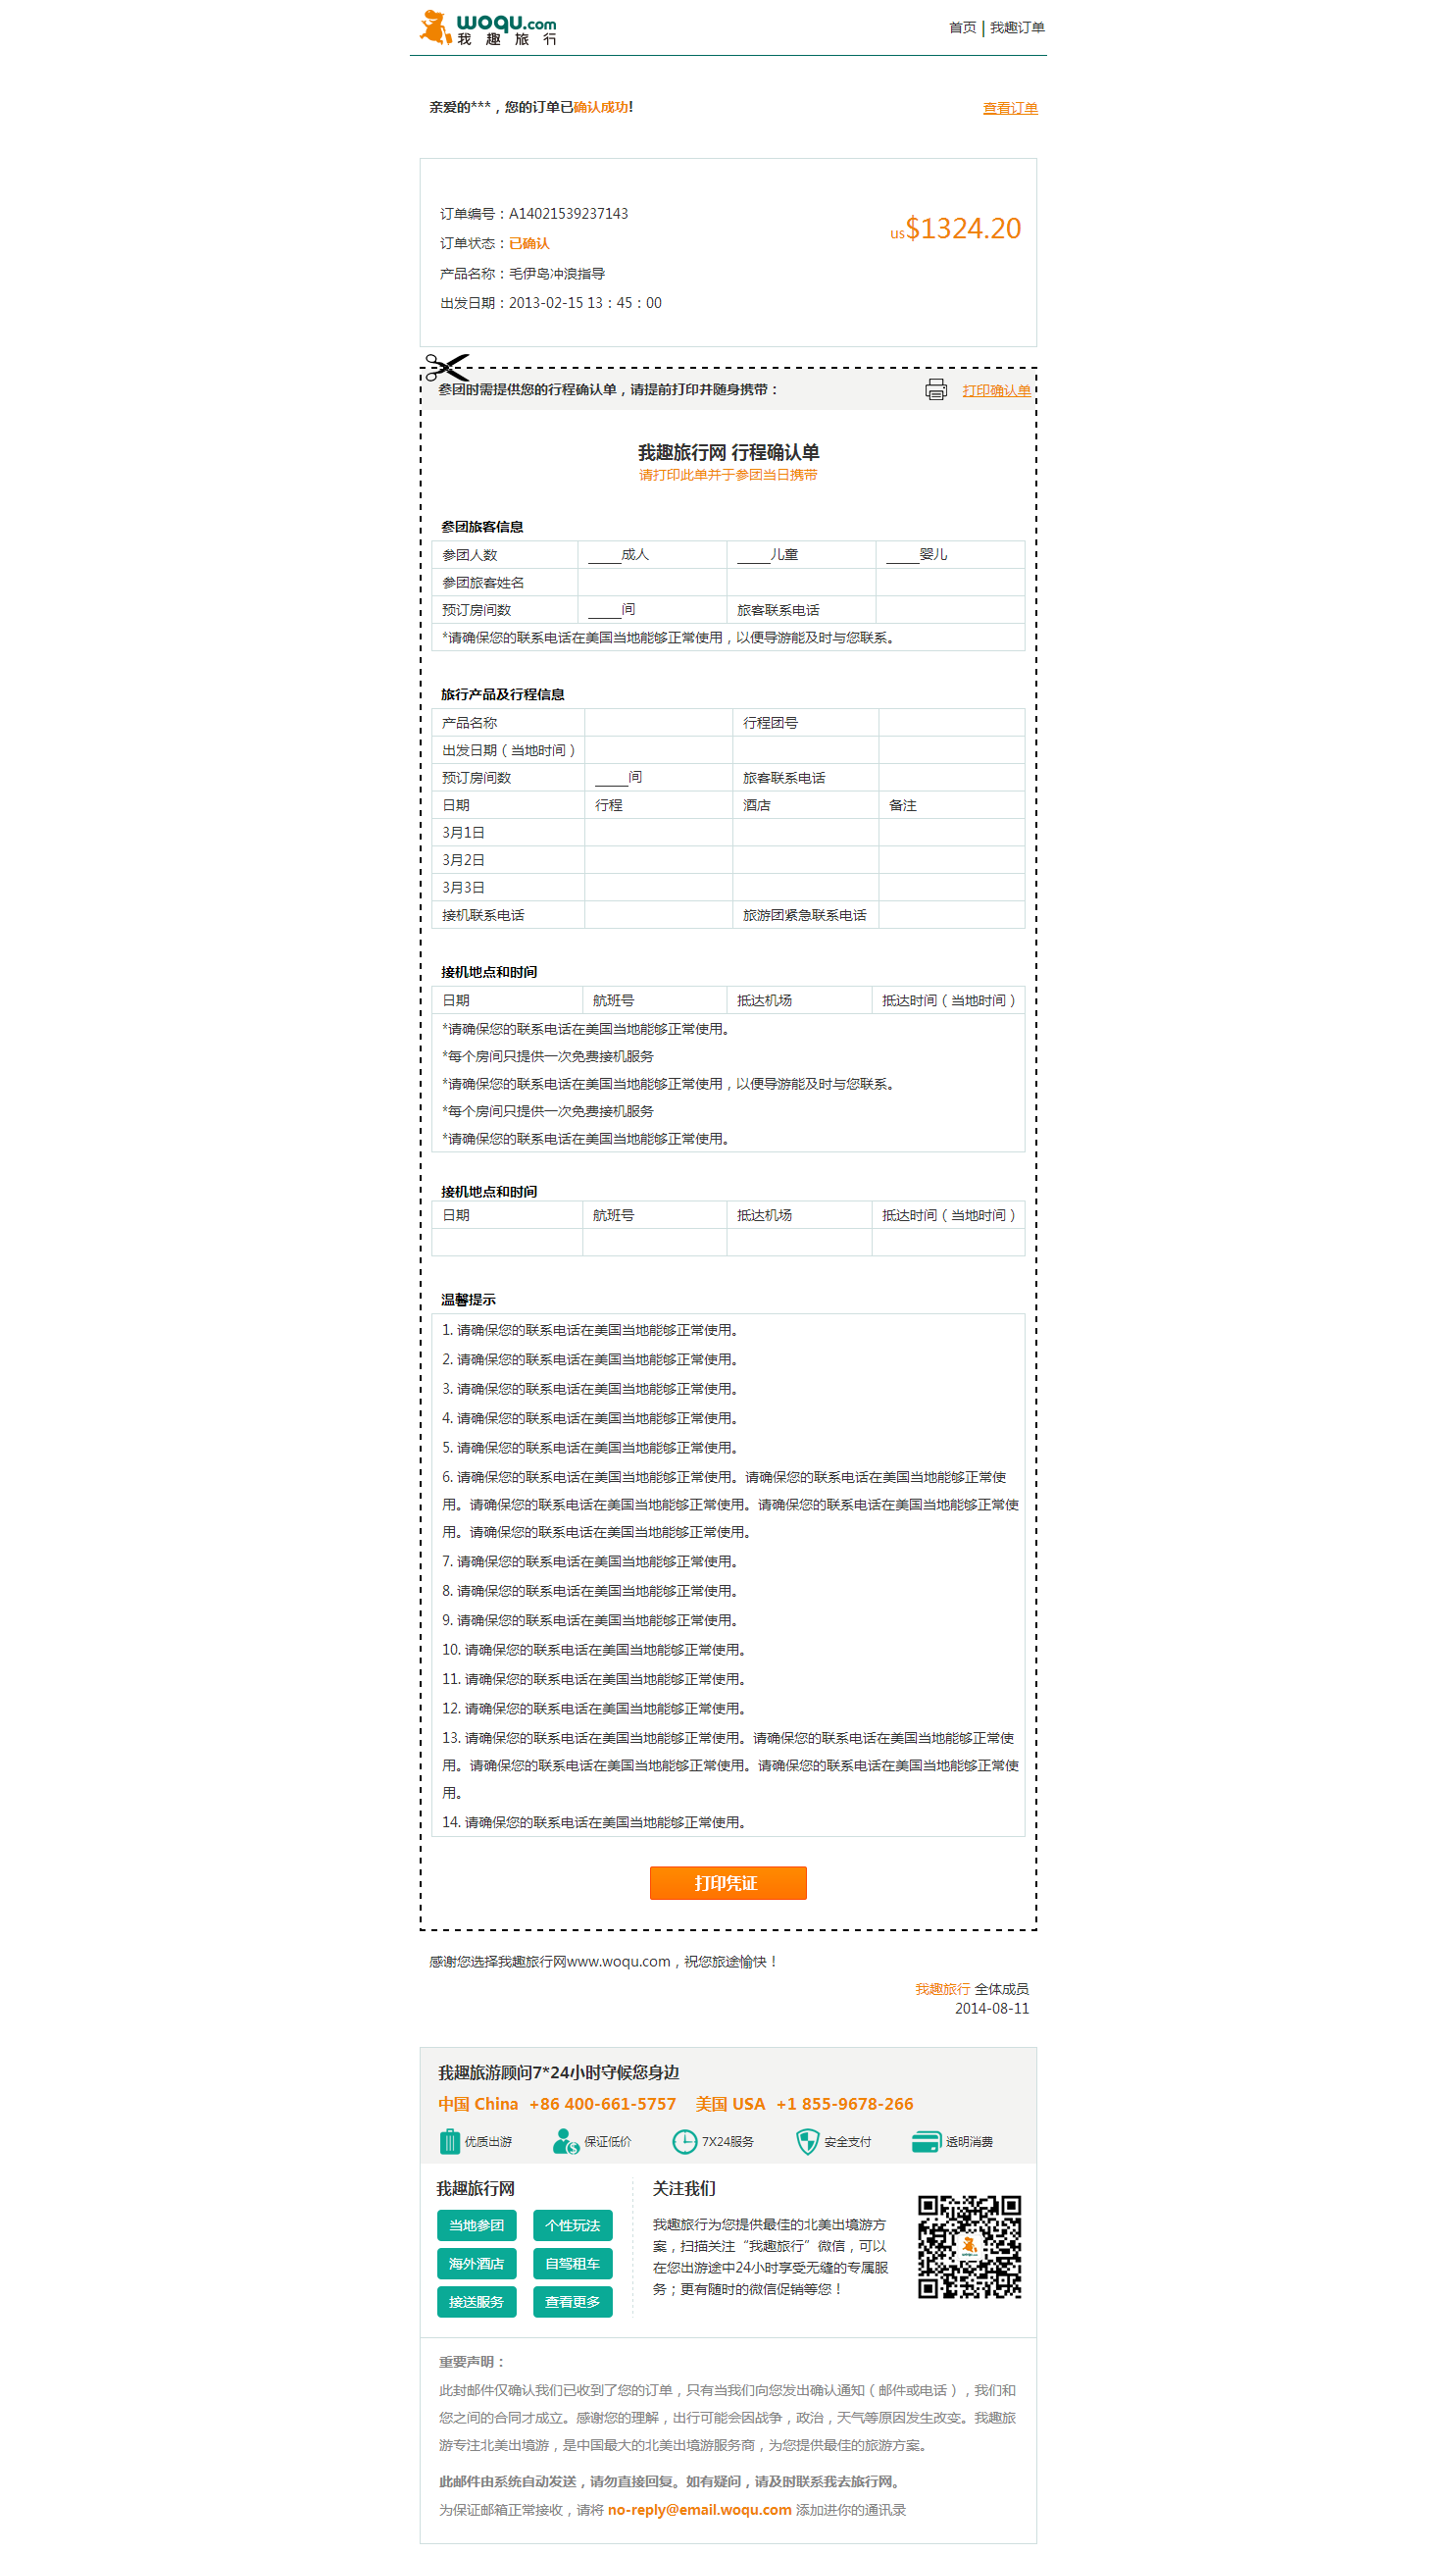 woqu.com
我趣旅行
首页 | 我趣订单
亲爱的***，您的订单已确认成功!
查看订单
订单编号：A14021539237143
us$1324.20
订单状态：已确认
产品名称：毛伊岛冲浪指导
出发日期：2013-02-15 13：45：00
参团时需提供您的行程确认单，请提前打印并随身携带：
打印确认单
我趣旅行网 行程确认单
请打印此单并于参团当日携带
参团旅客信息
参团人数 _____成人 _____儿童 _____婴儿
参团旅客姓名
预订房间数 _____间 旅客联系电话
*请确保您的联系电话在美国当地能够正常使用，以便导游能及时与您联系。
旅行产品及行程信息
产品名称 行程团号
出发日期（当地时间）
预订房间数 _____间 旅客联系电话
日期 行程 酒店 备注
3月1日
3月2日
3月3日
接机联系电话 旅游团紧急联系电话
接机地点和时间
日期 航班号 抵达机场 抵达时间（当地时间）
*请确保您的联系电话在美国当地能够正常使用。
*每个房间只提供一次免费接机服务
*请确保您的联系电话在美国当地能够正常使用，以便导游能及时与您联系。
*每个房间只提供一次免费接机服务
*请确保您的联系电话在美国当地能够正常使用。
接机地点和时间
日期 航班号 抵达机场 抵达时间（当地时间）
温馨提示
1. 请确保您的联系电话在美国当地能够正常使用。
2. 请确保您的联系电话在美国当地能够正常使用。
3. 请确保您的联系电话在美国当地能够正常使用。
4. 请确保您的联系电话在美国当地能够正常使用。
5. 请确保您的联系电话在美国当地能够正常使用。
6. 请确保您的联系电话在美国当地能够正常使用。请确保您的联系电话在美国当地能够正常使
用。请确保您的联系电话在美国当地能够正常使用。请确保您的联系电话在美国当地能够正常使
用。请确保您的联系电话在美国当地能够正常使用。
7. 请确保您的联系电话在美国当地能够正常使用。
8. 请确保您的联系电话在美国当地能够正常使用。
9. 请确保您的联系电话在美国当地能够正常使用。
10. 请确保您的联系电话在美国当地能够正常使用。
11. 请确保您的联系电话在美国当地能够正常使用。
12. 请确保您的联系电话在美国当地能够正常使用。
13. 请确保您的联系电话在美国当地能够正常使用。请确保您的联系电话在美国当地能够正常使
用。请确保您的联系电话在美国当地能够正常使用。请确保您的联系电话在美国当地能够正常使
用。
14. 请确保您的联系电话在美国当地能够正常使用。
打印凭证
感谢您选择我趣旅行网www.woqu.com，祝您旅途愉快！
我趣旅行 全体成员
2014-08-11
我趣旅游顾问7*24小时守候您身边
中国 China +86 400-661-5757 美国 USA +1 855-9678-266
优质出游 保证低价 7X24服务 安全支付 透明消费
我趣旅行网
当地参团 个性玩法
海外酒店 自驾租车
接送服务 查看更多
关注我们
我趣旅行为您提供最佳的北美出境游方
案，扫描关注“我趣旅行”微信，可以
在您出游途中24小时享受无缝的专属服
务；更有随时的微信促销等您！
重要声明：
此封邮件仅确认我们已收到了您的订单，只有当我们向您发出确认通知（邮件或电话），我们和
您之间的合同才成立。感谢您的理解，出行可能会因战争，政治，天气等原因发生改变。我趣旅
游专注北美出境游，是中国最大的北美出境游服务商，为您提供最佳的旅游方案。
此邮件由系统自动发送，请勿直接回复。如有疑问，请及时联系我去旅行网。
为保证邮箱正常接收，请将 no-reply@email.woqu.com 添加进你的通讯录